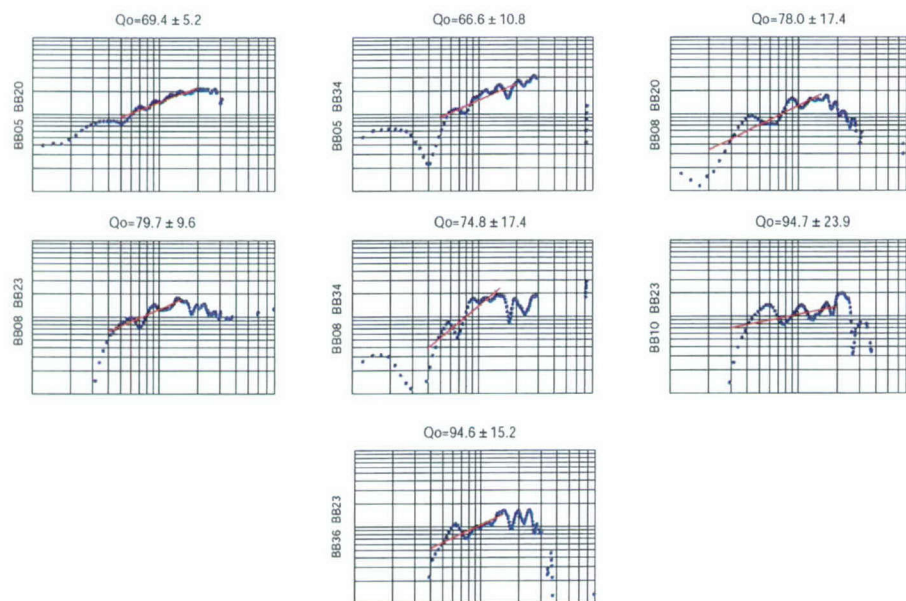 Qo=69.4 ± 5.2
BB05 BB20
Qo=66.6 ± 10.8
BB05 BB34
Qo=78.0 ± 17.4
BB08 BB20
Qo=79.7 ± 9.6
BB08 BB23
Qo=74.8 ± 17.4
BB08 BB34
Qo=94.7 ± 23.9
BB10 BB23
Qo=94.6 ± 15.2
BB36 BB23